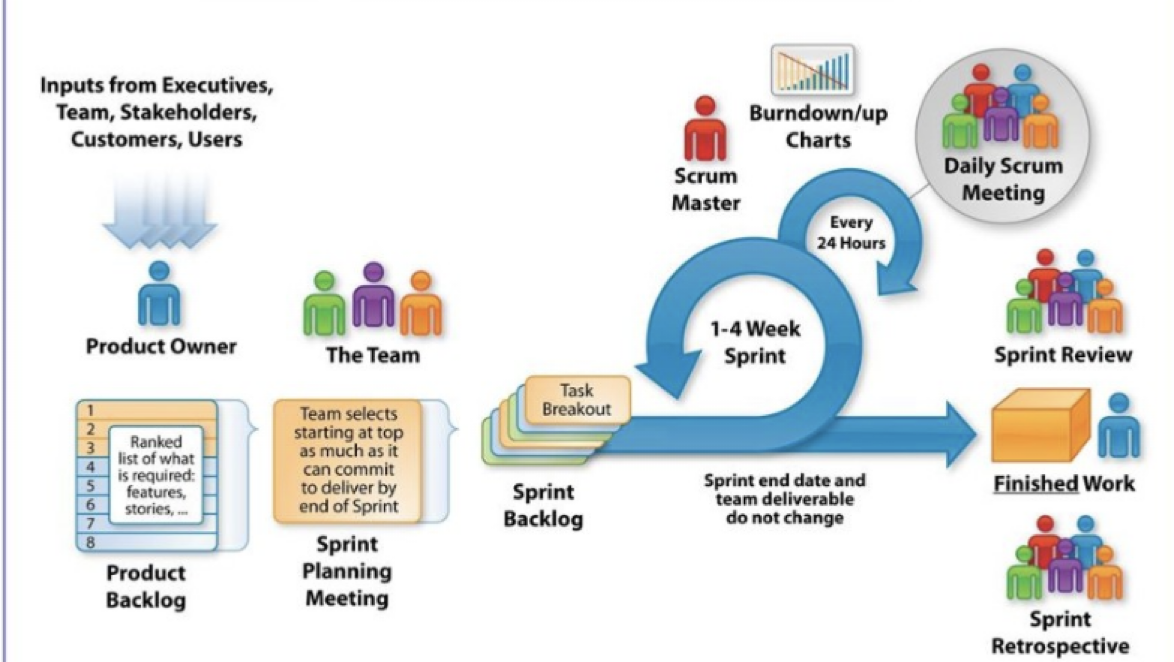 Inputs from Executives,
Team, Stakeholders,
Customers, Users
Product Owner
1
2
3
4
5
6
7
8
Ranked
list of what
is required:
features,
stories, ...
Product
Backlog
The Team
Team selects
starting at top
as much as it
can commit
to deliver by
end of Sprint
Sprint
Planning
Meeting
Task
Breakout
Sprint
Backlog
Scrum
Master
Burndown/up
Charts
Daily Scrum
Meeting
Every
24 Hours
1-4 Week
Sprint
Sprint end date and
team deliverable
do not change
Sprint Review
Finished Work
Sprint
Retrospective